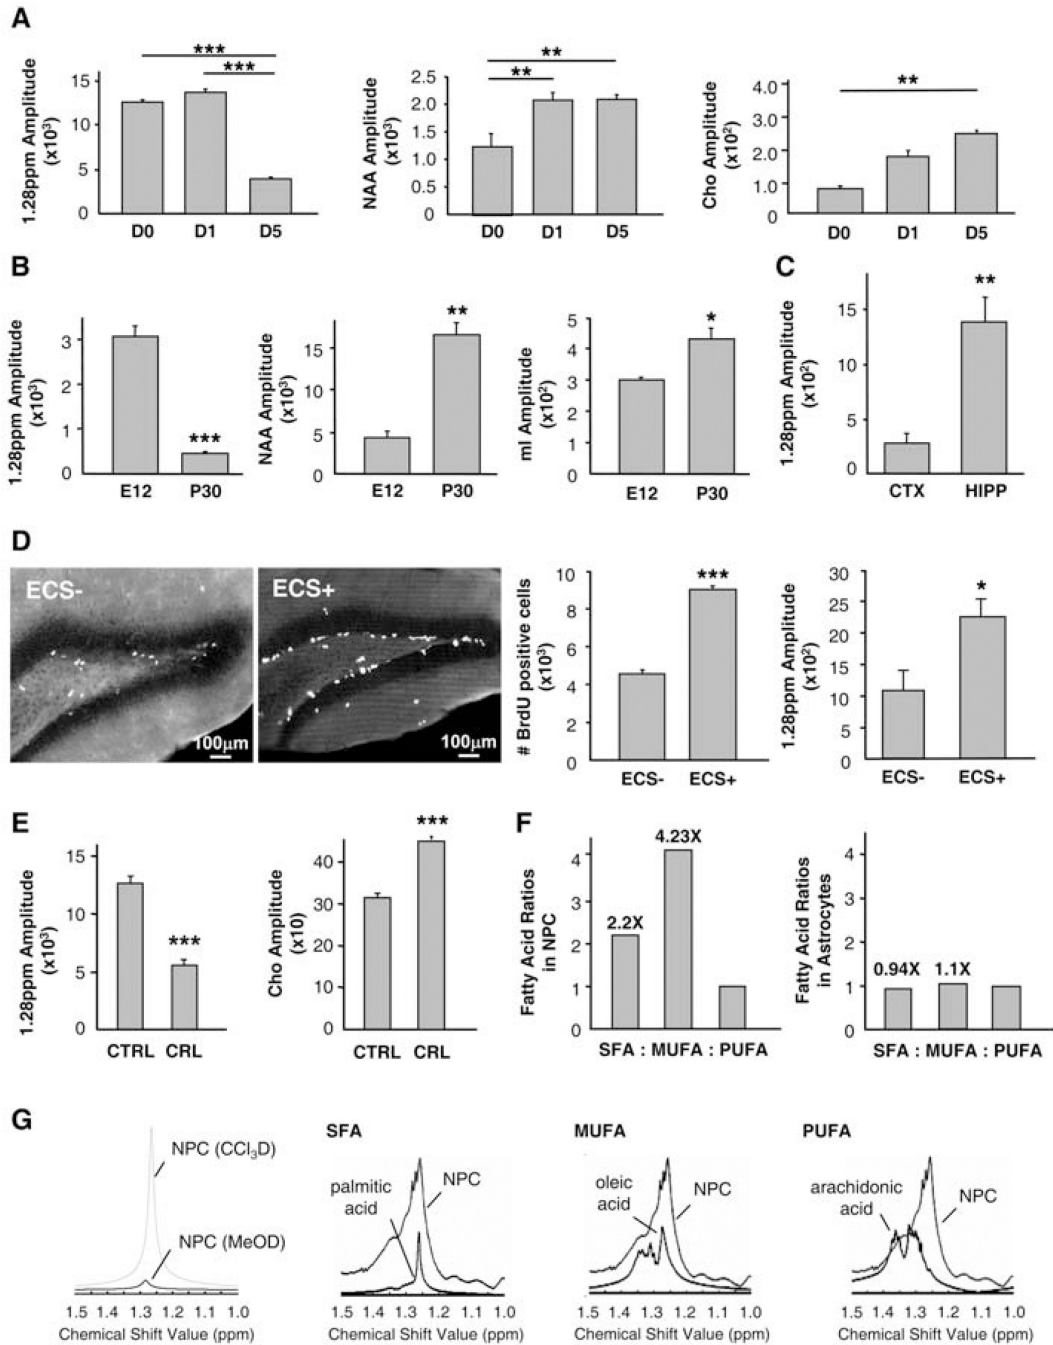 A
1.28ppm Amplitude
(x10³)
15
10
5
0
***
***
D0 D1 D5
NAA Amplitude
(x10³)
2.5
2.0
1.5
1.0
0.5
0
**
**
D0 D1 D5
Cho Amplitude
(x10²)
4.0
3.0
2.0
1.0
0
**
D0 D1 D5
B
1.28ppm Amplitude
(x10³)
3
2
1
0
***
E12 P30
NAA Amplitude
(x10³)
15
10
5
0
**
E12 P30
mI Amplitude
(x10²)
5
4
3
2
1
0
*
E12 P30
C
1.28ppm Amplitude
(x10²)
15
10
5
0
**
CTX HIPP
D
ECS-
100μm
ECS+
100μm
# BrdU positive cells
(x10³)
10
8
6
4
2
0
***
ECS- ECS+
1.28ppm Amplitude
(x10²)
30
25
20
15
10
5
0
*
ECS- ECS+
E
1.28ppm Amplitude
(x10³)
15
10
5
0
***
CTRL CRL
Cho Amplitude
(x10)
40
30
40
10
0
***
CTRL CRL
F
Fatty Acid Ratios
in NPC
4
3
2
1
0
2.2X
4.23X
SFA : MUFA : PUFA
Fatty Acid Ratios
in Astrocytes
4
3
2
1
0
0.94X 1.1X
SFA : MUFA : PUFA
G
NPC (CCl₃D)
NPC (MeOD)
1.5 1.4 1.3 1.2 1.1 1.0
Chemical Shift Value (ppm)
SFA
palmitic
acid
NPC
1.5 1.4 1.3 1.2 1.1 1.0
Chemical Shift Value (ppm)
MUFA
oleic
acid
NPC
1.5 1.4 1.3 1.2 1.1 1.0
Chemical Shift Value (ppm)
PUFA
arachidonic
acid
NPC
1.5 1.4 1.3 1.2 1.1 1.0
Chemical Shift Value (ppm)